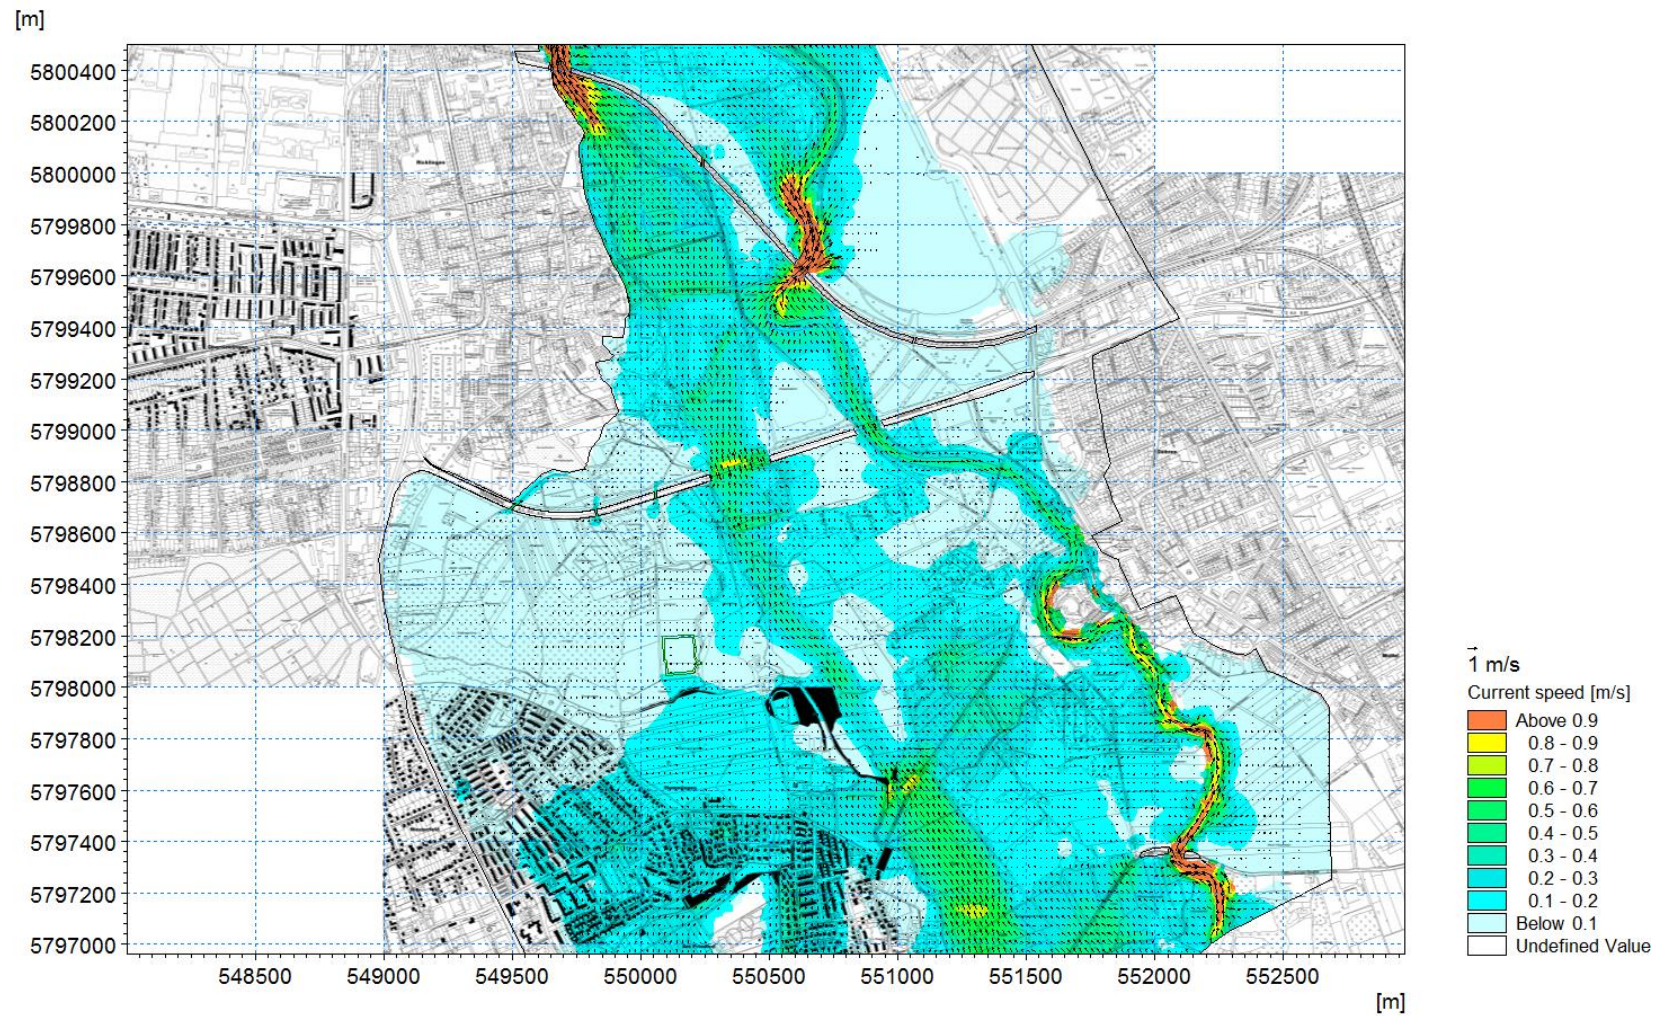 [m]
5800400
5800200
5800000
5799800
5799600
5799400
5799200
5799000
5798800
5798600
5798400
5798200
5798000
5797800
5797600
5797400
5797200
5797000
548500 549000 549500 550000 550500 551000 551500 552000 552500
[m]
Ricklingen
Döhren
1 m/s
Current speed [m/s]
Above 0.9
0.8 - 0.9
0.7 - 0.8
0.6 - 0.7
0.5 - 0.6
0.4 - 0.5
0.3 - 0.4
0.2 - 0.3
0.1 - 0.2
Below 0.1
Undefined Value